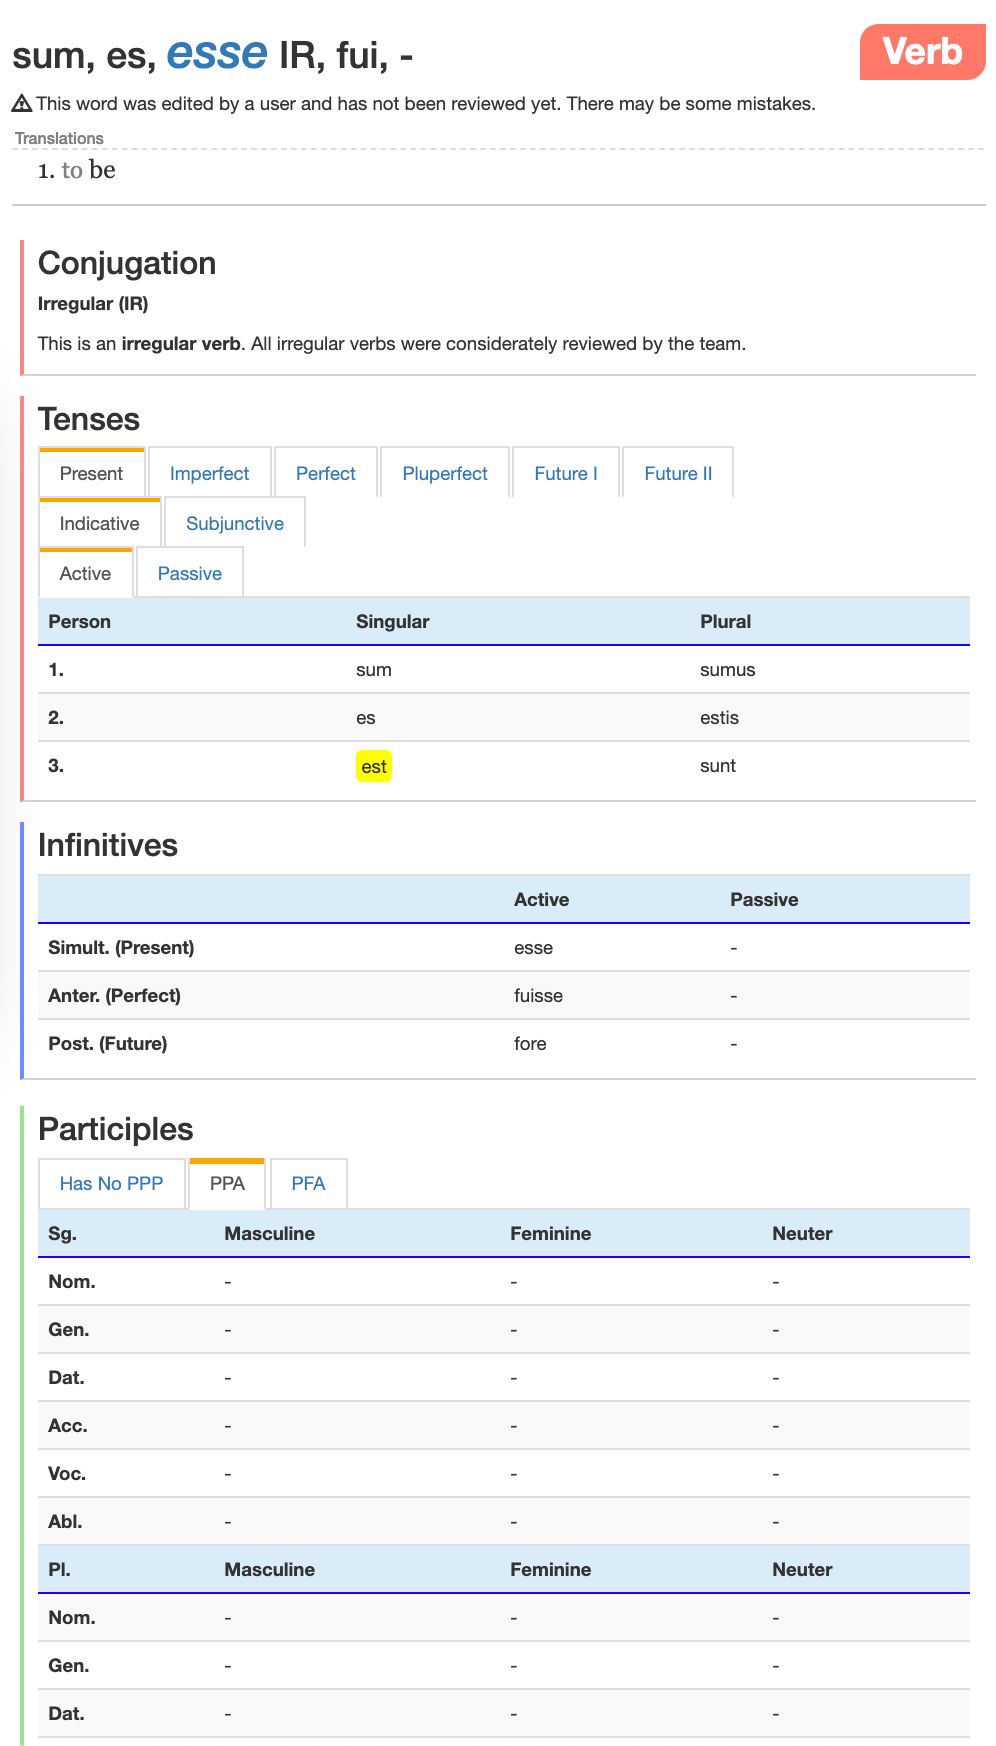 sum, es, esse IR, fui, -
Verb
This word was edited by a user and has not been reviewed yet. There may be some mistakes.
Translations
1. to be
Conjugation
Irregular (IR)
This is an irregular verb. All irregular verbs were considerately reviewed by the team.
Tenses
Present Imperfect Perfect Pluperfect Future I Future II
Indicative Subjunctive
Active Passive
Person Singular Plural
1. sum sumus
2. es estis
3. est sunt
Infinitives
Active Passive
Simult. (Present) esse -
Anter. (Perfect) fuisse -
Post. (Future) fore -
Participles
Has No PPP PPA PFA
Sg. Masculine Feminine Neuter
Nom. - - -
Gen. - - -
Dat. - - -
Acc. - - -
Voc. - - -
Abl. - - -
Pl. Masculine Feminine Neuter
Nom. - - -
Gen. - - -
Dat. - - -